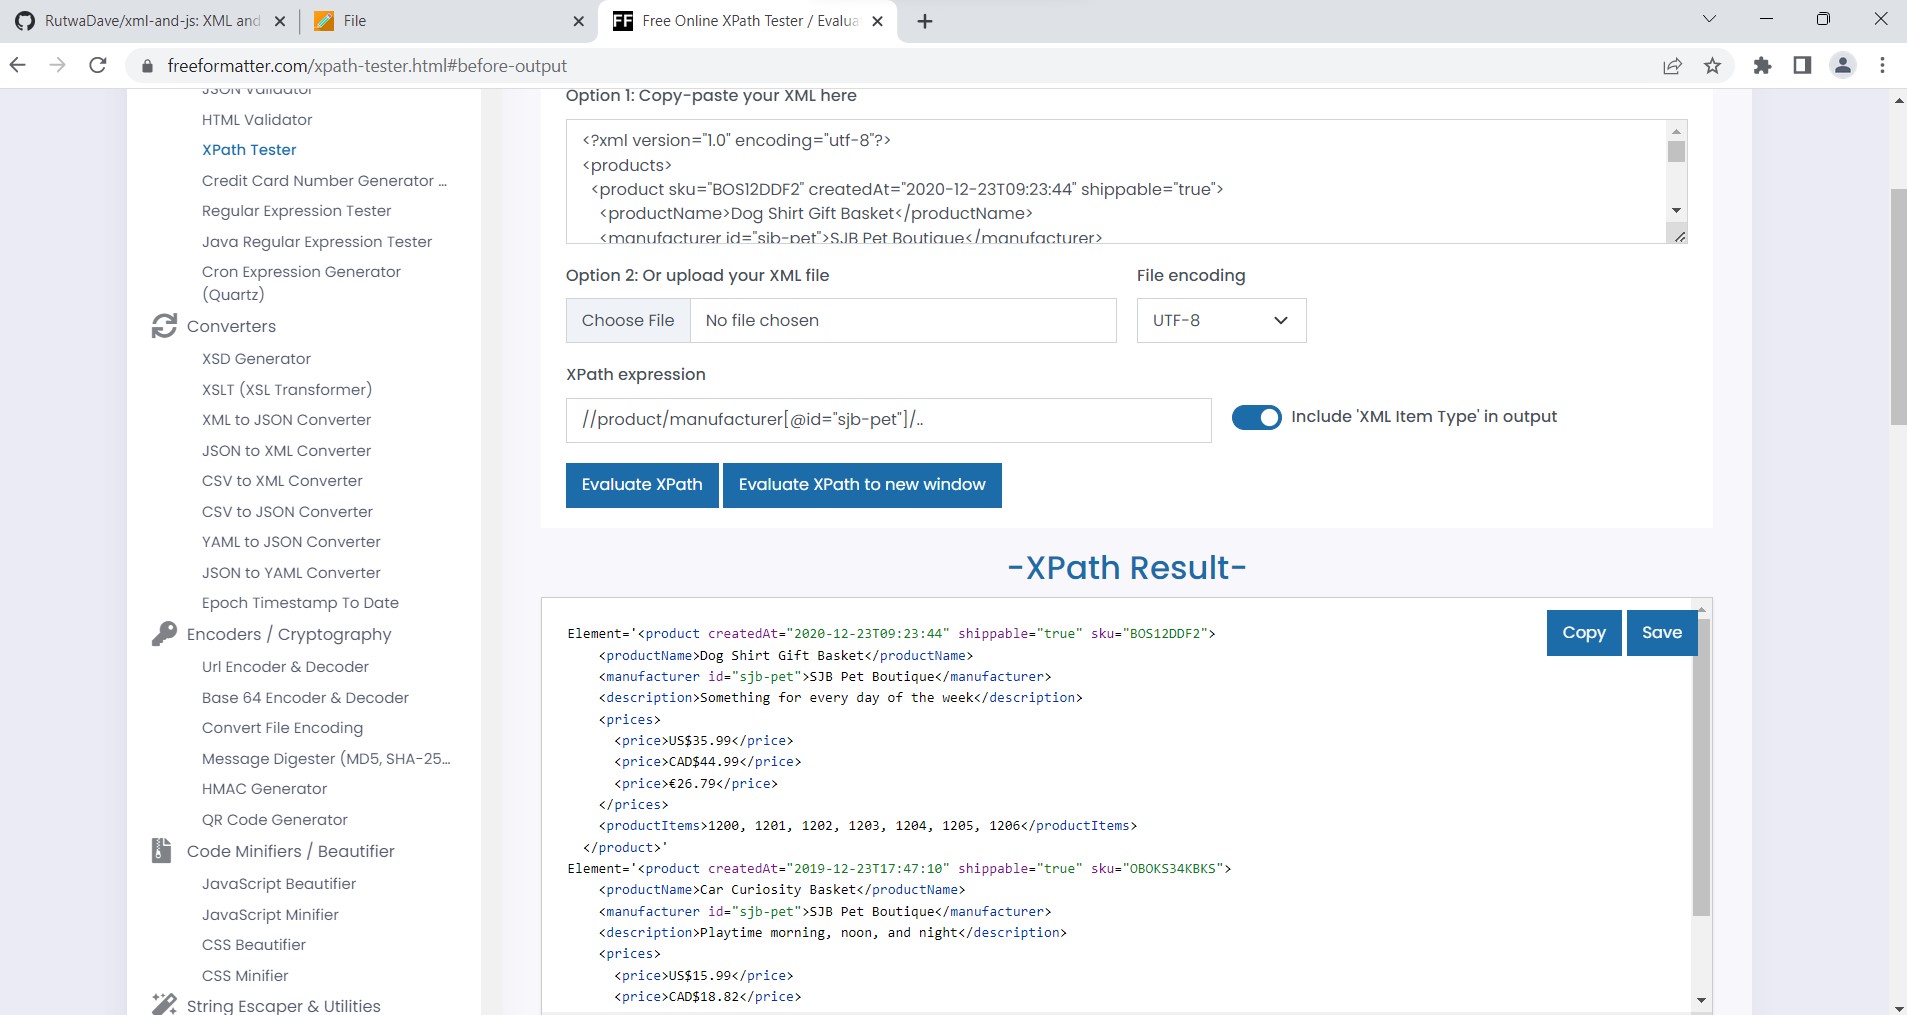 RutwaDave/xml-and-js: XML and
File
FF Free Online XPath Tester / Evalua
freeformatter.com/xpath-tester.html#before-output
JSON Validator
HTML Validator
XPath Tester
Credit Card Number Generator ...
Regular Expression Tester
Java Regular Expression Tester
Cron Expression Generator
(Quartz)
Converters
XSD Generator
XSLT (XSL Transformer)
XML to JSON Converter
JSON to XML Converter
CSV to XML Converter
CSV to JSON Converter
YAML to JSON Converter
JSON to YAML Converter
Epoch Timestamp To Date
Encoders / Cryptography
Url Encoder & Decoder
Base 64 Encoder & Decoder
Convert File Encoding
Message Digester (MD5, SHA-25...
HMAC Generator
QR Code Generator
Code Minifiers / Beautifier
JavaScript Beautifier
JavaScript Minifier
CSS Beautifier
CSS Minifier
String Escaper & Utilities
Option 1: Copy-paste your XML here
<?xml version="1.0" encoding="utf-8"?>
<products>
<product sku="BOS12DDF2" createdAt="2020-12-23T09:23:44" shippable="true">
<productName>Dog Shirt Gift Basket</productName>
<manufacturer id="sjb-pet">SJB Pet Boutique</manufacturer>
Option 2: Or upload your XML file
File encoding
Choose File No file chosen
UTF-8
XPath expression
//product/manufacturer[@id="sjb-pet"]/..
Include 'XML Item Type' in output
Evaluate XPath
Evaluate XPath to new window
-XPath Result-
Copy
Save
Element='<product createdAt="2020-12-23T09:23:44" shippable="true" sku="BOS12DDF2">
<productName>Dog Shirt Gift Basket</productName>
<manufacturer id="sjb-pet">SJB Pet Boutique</manufacturer>
<description>Something for every day of the week</description>
<prices>
<price>US$35.99</price>
<price>CAD$44.99</price>
<price>€26.79</price>
</prices>
<productItems>1200, 1201, 1202, 1203, 1204, 1205, 1206</productItems>
</product>'
Element='<product createdAt="2019-12-23T17:47:10" shippable="true" sku="OBOKS34KBKS">
<productName>Car Curiosity Basket</productName>
<manufacturer id="sjb-pet">SJB Pet Boutique</manufacturer>
<description>Playtime morning, noon, and night</description>
<prices>
<price>US$15.99</price>
<price>CAD$18.82</price>